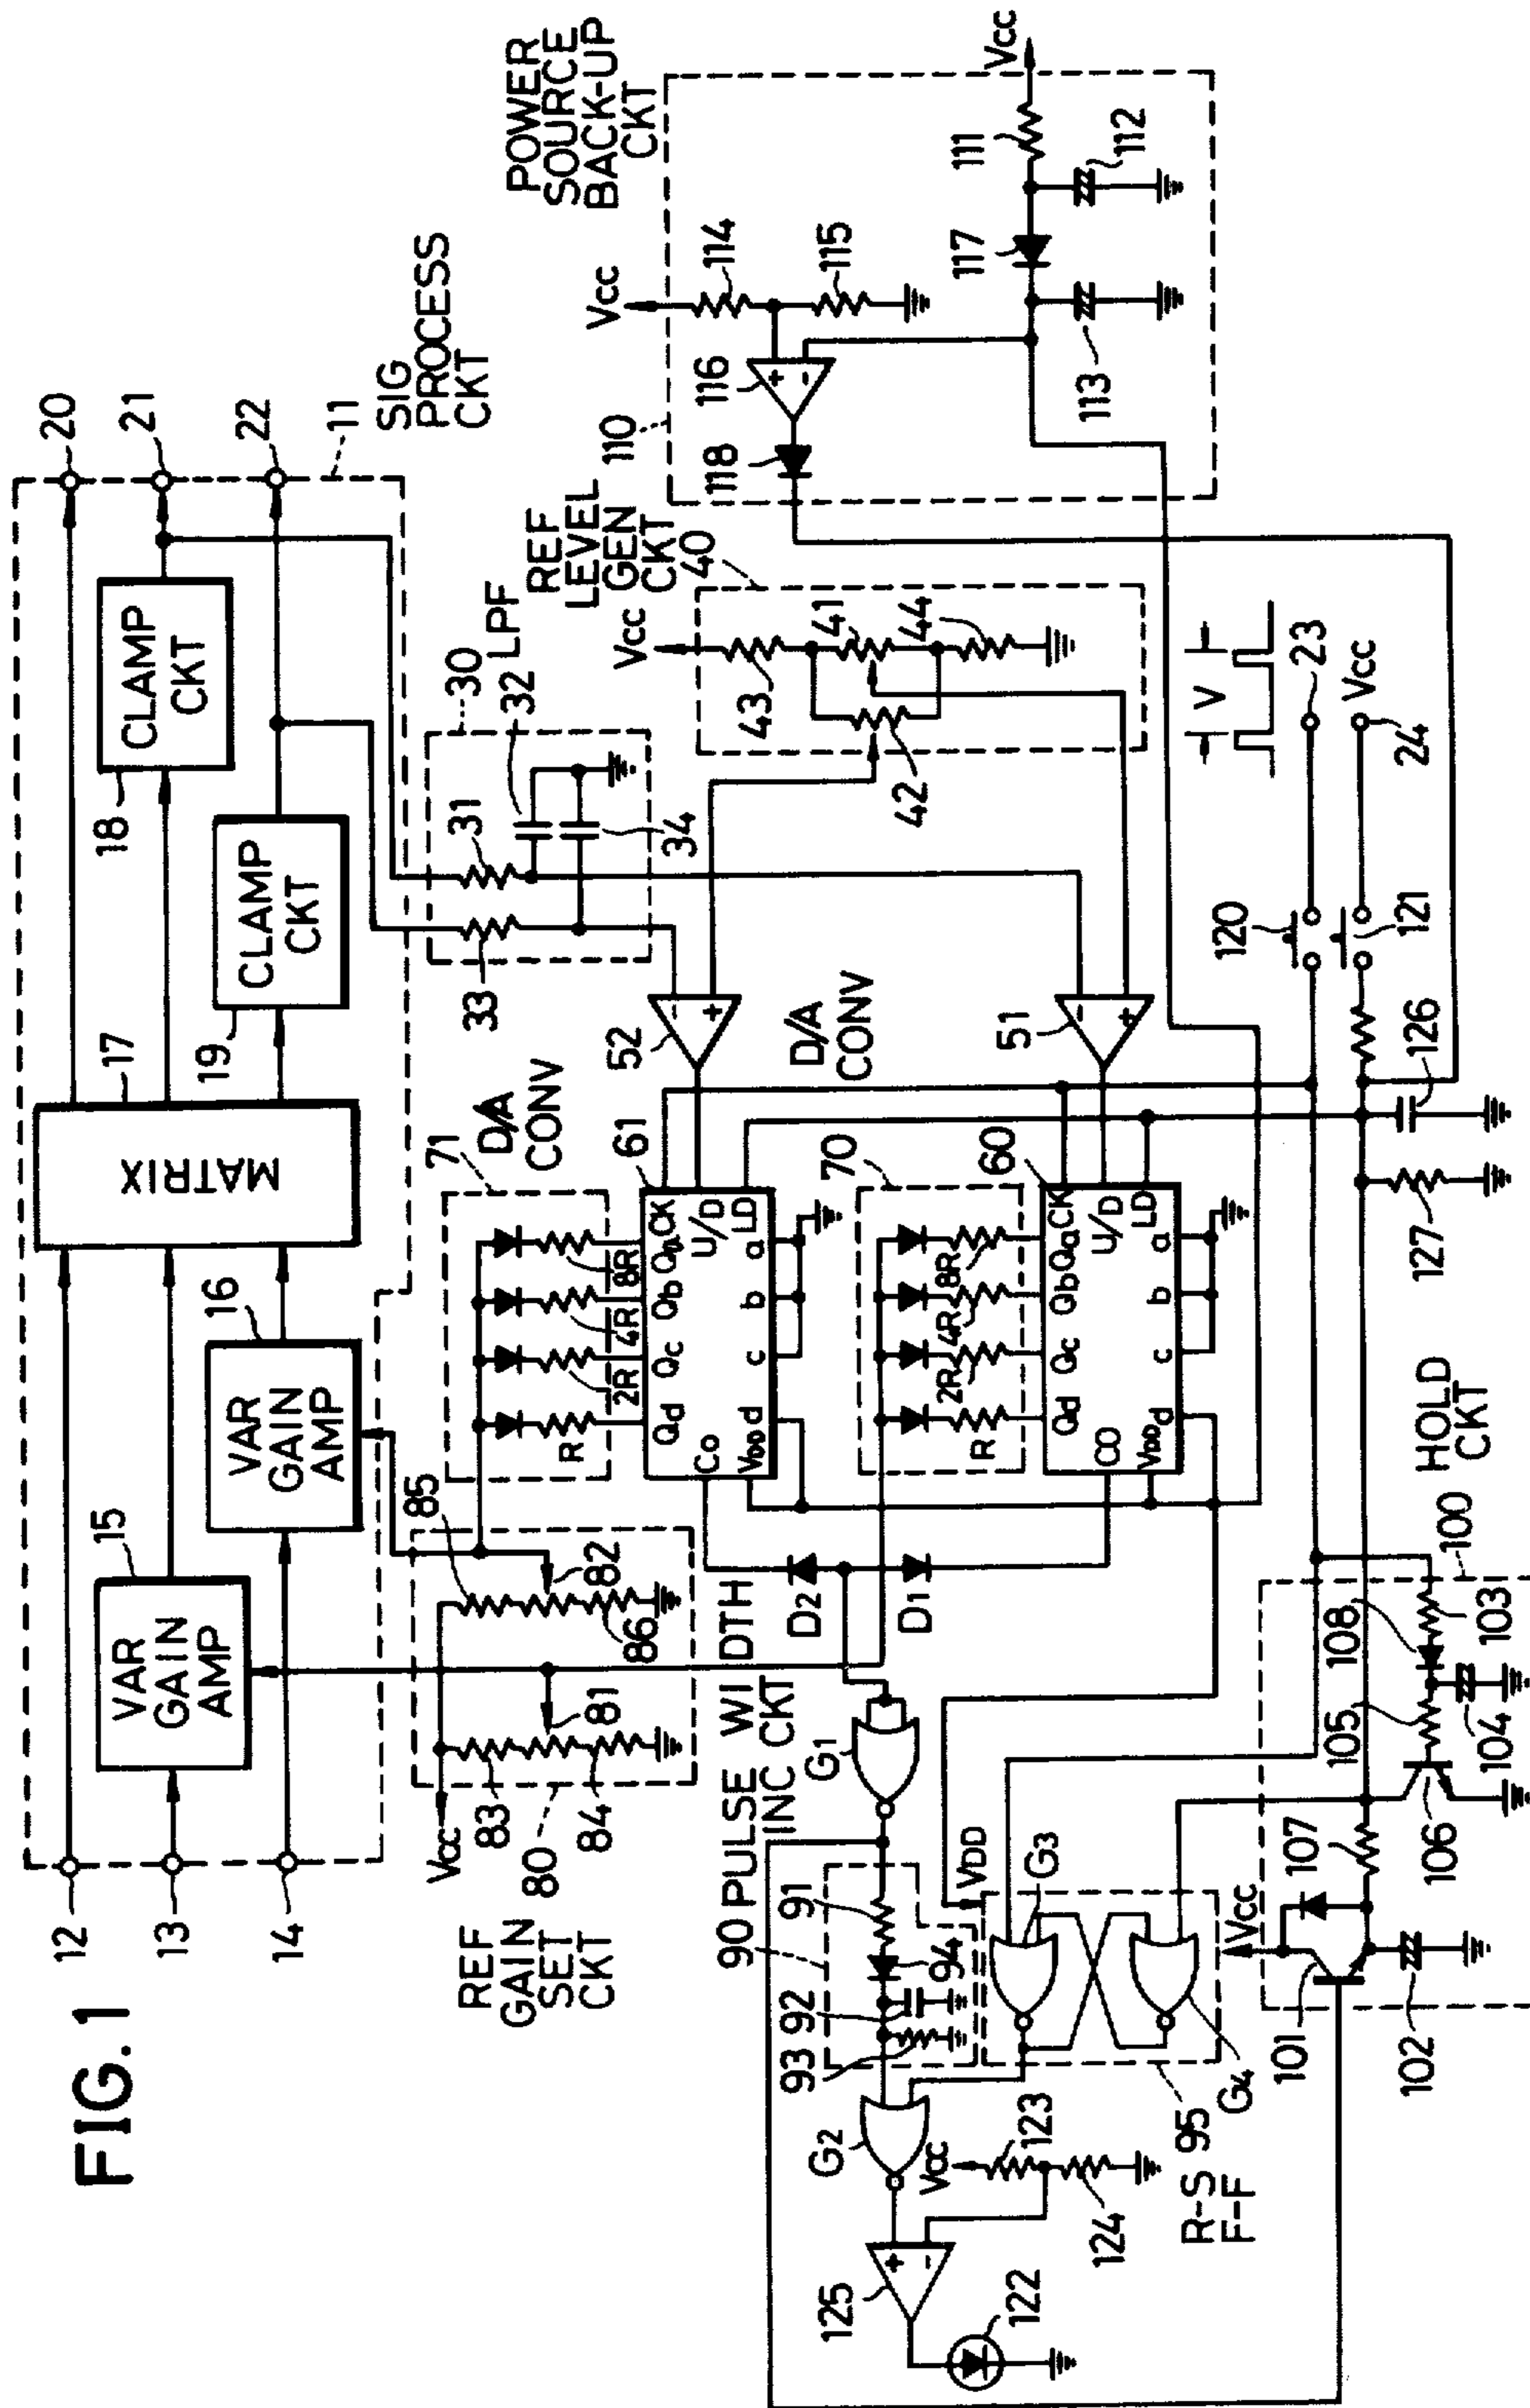 FIG. 1
12
13
14
15
VAR
GAIN
AMP
16
VAR
GAIN
AMP
17
MATRIX
18
CLAMP
CKT
19
CLAMP
CKT
20
21
22
11
SIG
PROCESS
CKT
REF
GAIN
SET
CKT
80
Vcc
83
84
81
85
82
86
71
D/A
CONV
R
2R
4R
8R
61
Qd
Qc
Qb
Qa
CK
U/D
LD
Co
VDD
d
c
b
a
52
-
+
33
31
30
32
LPF
34
REF
LEVEL
GEN
CKT
40
Vcc
43
41
44
42
POWER
SOURCE
BACK-UP
CKT
110
Vcc
114
115
116
+
-
118
117
113
111
112
Vcc
D/A
CONV
70
R
2R
4R
8R
60
Qd
Qc
Qb
Qa
CK
U/D
LD
CO
VDD
d
c
b
a
51
-
+
D2
D1
90
PULSE WIDTH
INC CKT
G1
91
94
92
93
G2
VDD
G3
G4
95
R-S
F-F
Vcc
123
124
125
+
-
122
HOLD
CKT
100
Vcc
101
102
107
106
105
104
108
103
127
126
120
121
V
23
Vcc
24